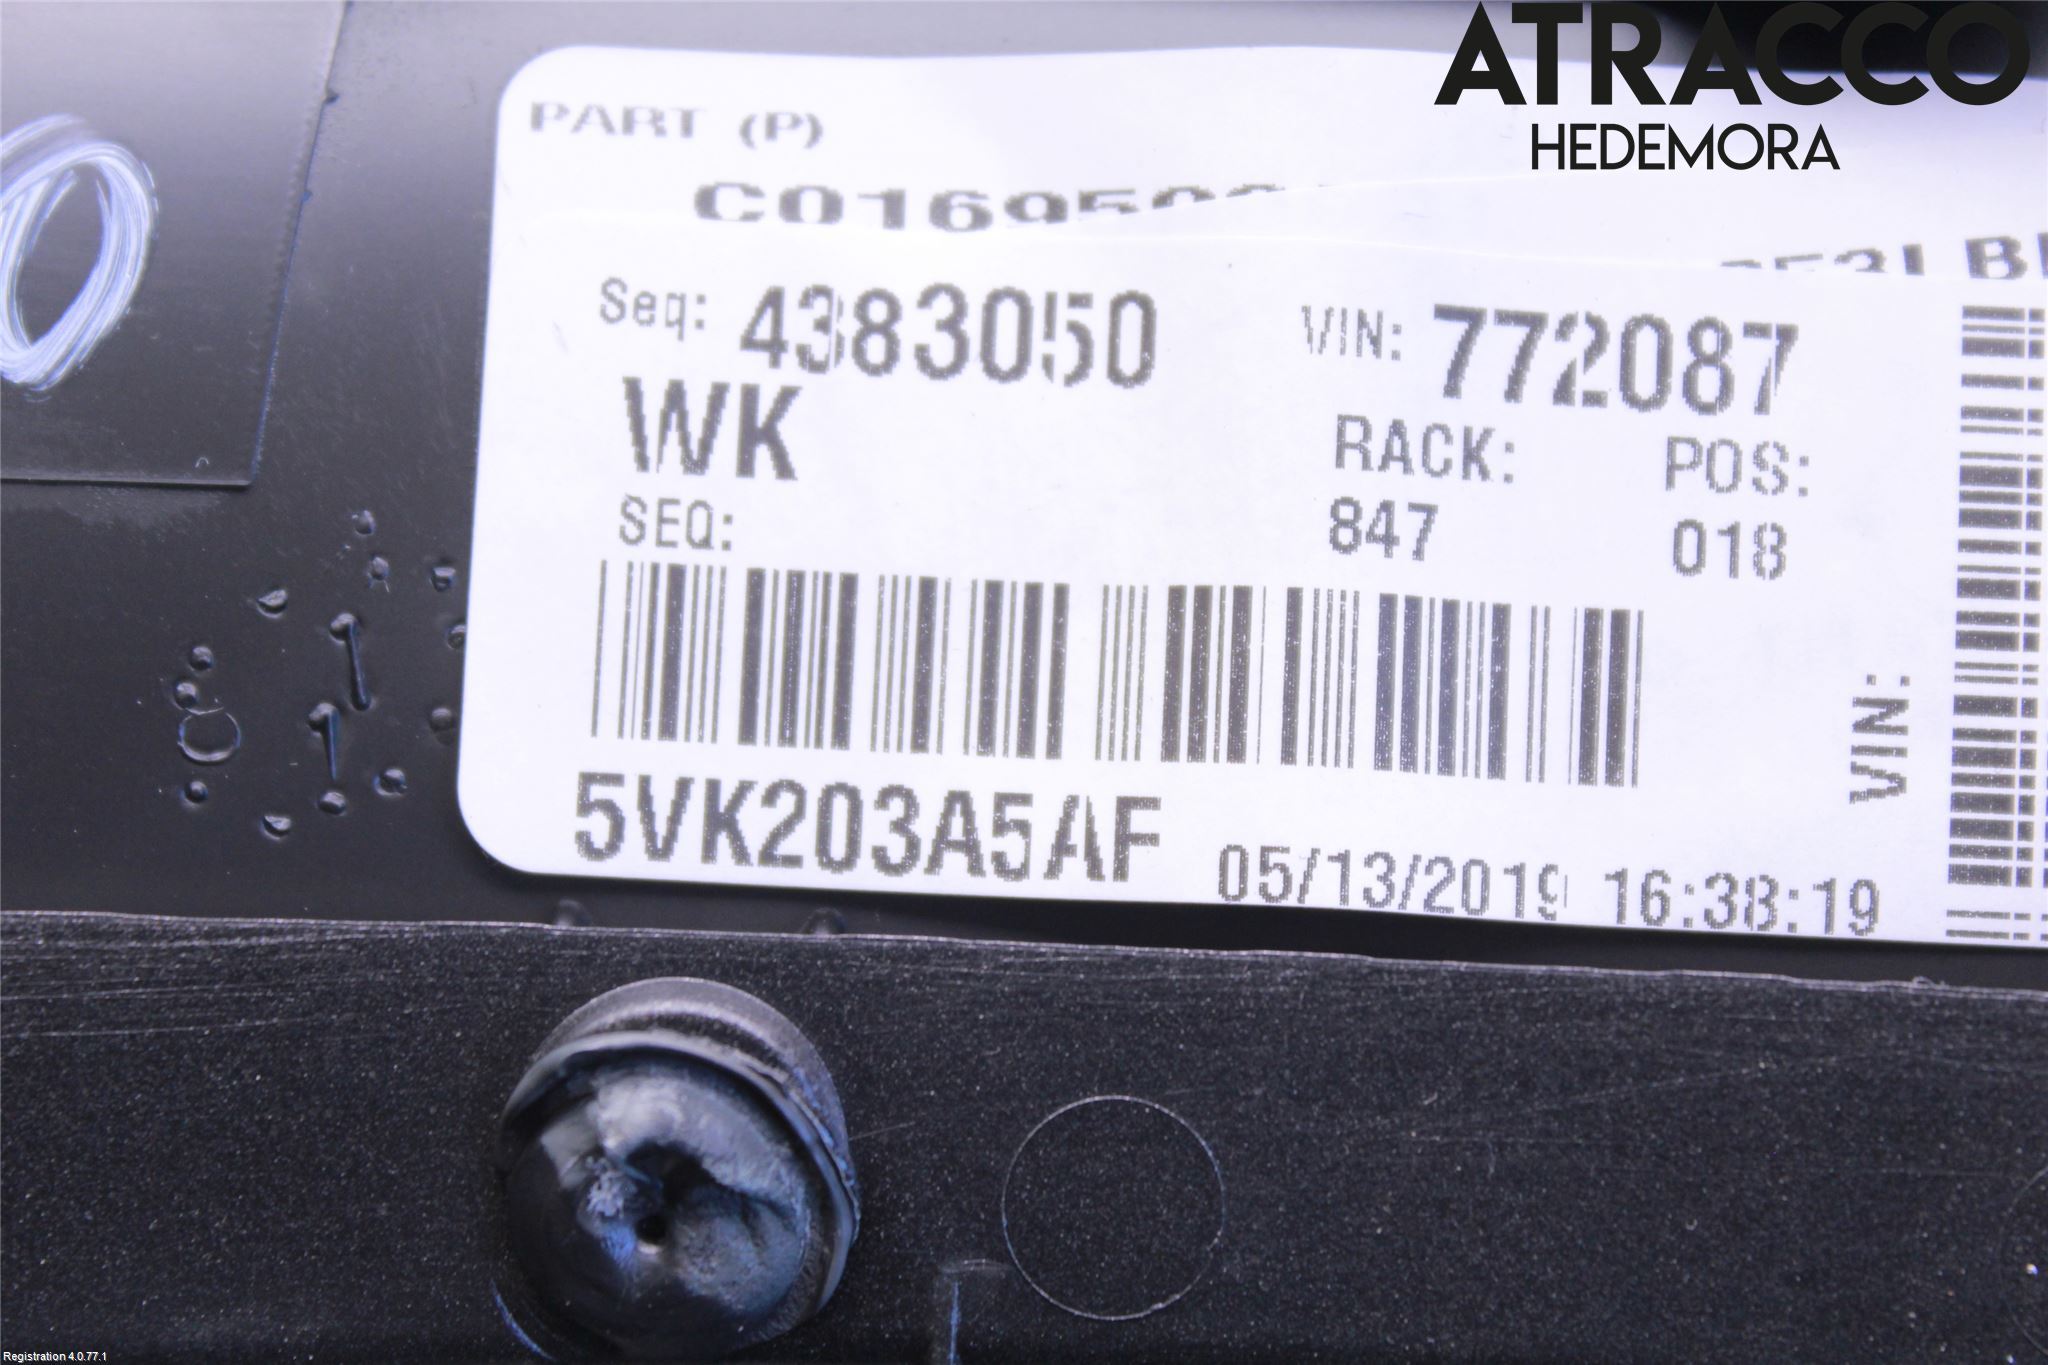 ATRACCO
HEDEMORA
PART (P)
C0169502
Seq: 4383050 VIN: 772087
WK
RACK: POS:
SEQ: 847 018
VIN:
5VK203A5AF 05/13/2019 16:38:19
Registration 4.0.77.1